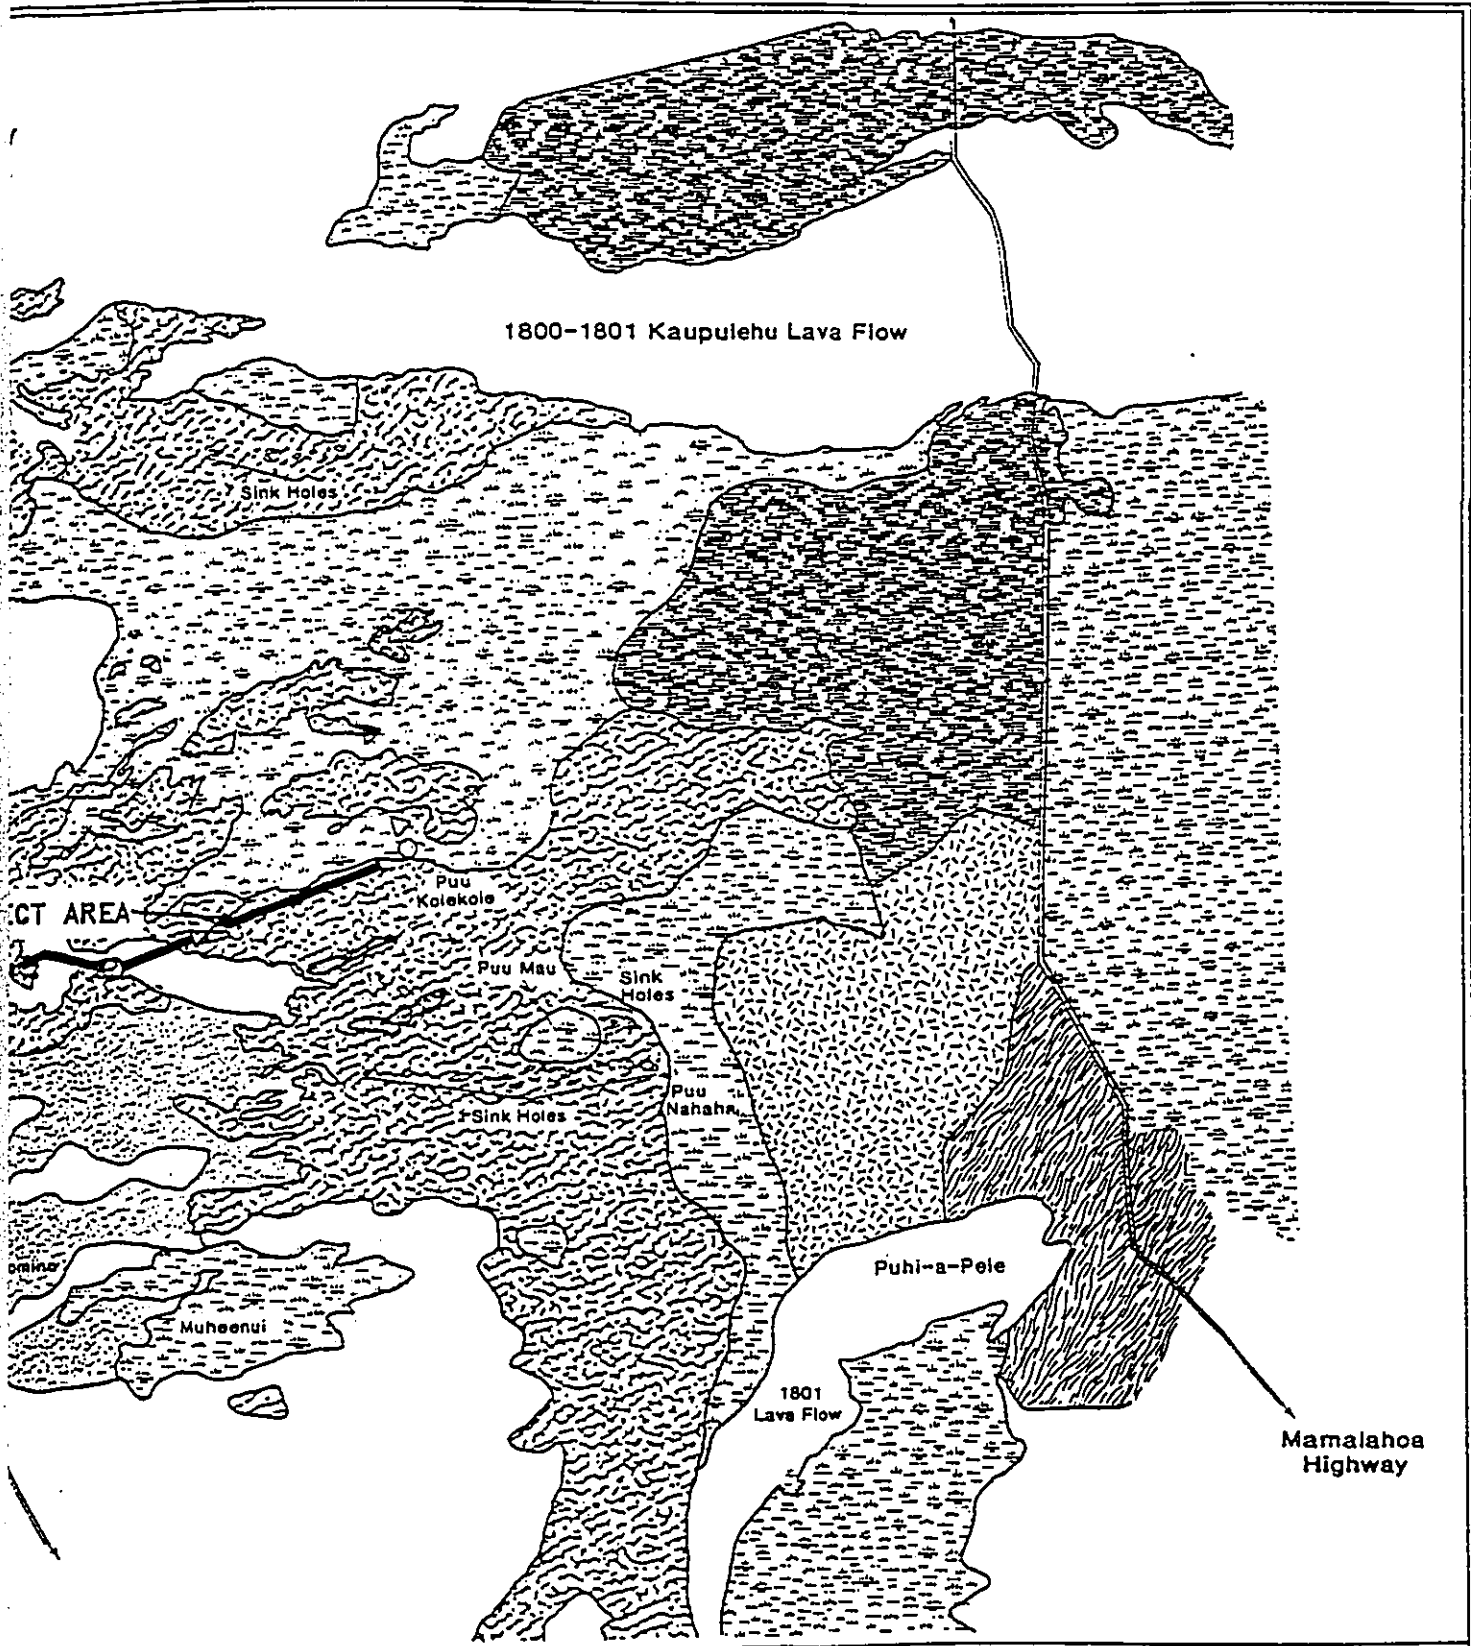 1800-1801 Kaupulehu Lava Flow
Sink Holes
Puu
Kolekole
CT AREA
Puu Mau
Sink
Holes
Puu
Nahaha
Sink Holes
Puhi-a-Pele
omino
Muheenui
1801
Lava Flow
Mamalahoa
Highway